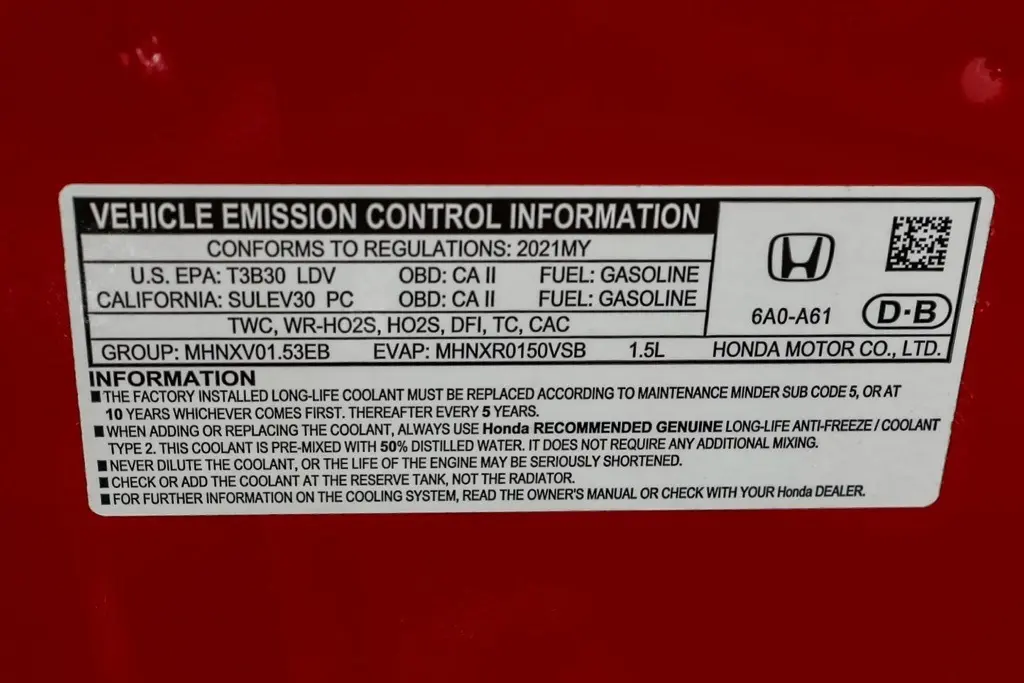 VEHICLE EMISSION CONTROL INFORMATION
CONFORMS TO REGULATIONS: 2021MY
U.S. EPA: T3B30 LDV OBD: CA II FUEL: GASOLINE
CALIFORNIA: SULEV30 PC OBD: CA II FUEL: GASOLINE
TWC, WR-HO2S, HO2S, DFI, TC, CAC
6A0-A61 D-B
GROUP: MHNXV01.53EB EVAP: MHNXR0150VSB 1.5L HONDA MOTOR CO., LTD.
INFORMATION
■ THE FACTORY INSTALLED LONG-LIFE COOLANT MUST BE REPLACED ACCORDING TO MAINTENANCE MINDER SUB CODE 5, OR AT
10 YEARS WHICHEVER COMES FIRST. THEREAFTER EVERY 5 YEARS.
■ WHEN ADDING OR REPLACING THE COOLANT, ALWAYS USE Honda RECOMMENDED GENUINE LONG-LIFE ANTI-FREEZE / COOLANT
TYPE 2. THIS COOLANT IS PRE-MIXED WITH 50% DISTILLED WATER. IT DOES NOT REQUIRE ANY ADDITIONAL MIXING.
■ NEVER DILUTE THE COOLANT, OR THE LIFE OF THE ENGINE MAY BE SERIOUSLY SHORTENED.
■ CHECK OR ADD THE COOLANT AT THE RESERVE TANK, NOT THE RADIATOR.
■ FOR FURTHER INFORMATION ON THE COOLING SYSTEM, READ THE OWNER'S MANUAL OR CHECK WITH YOUR Honda DEALER.